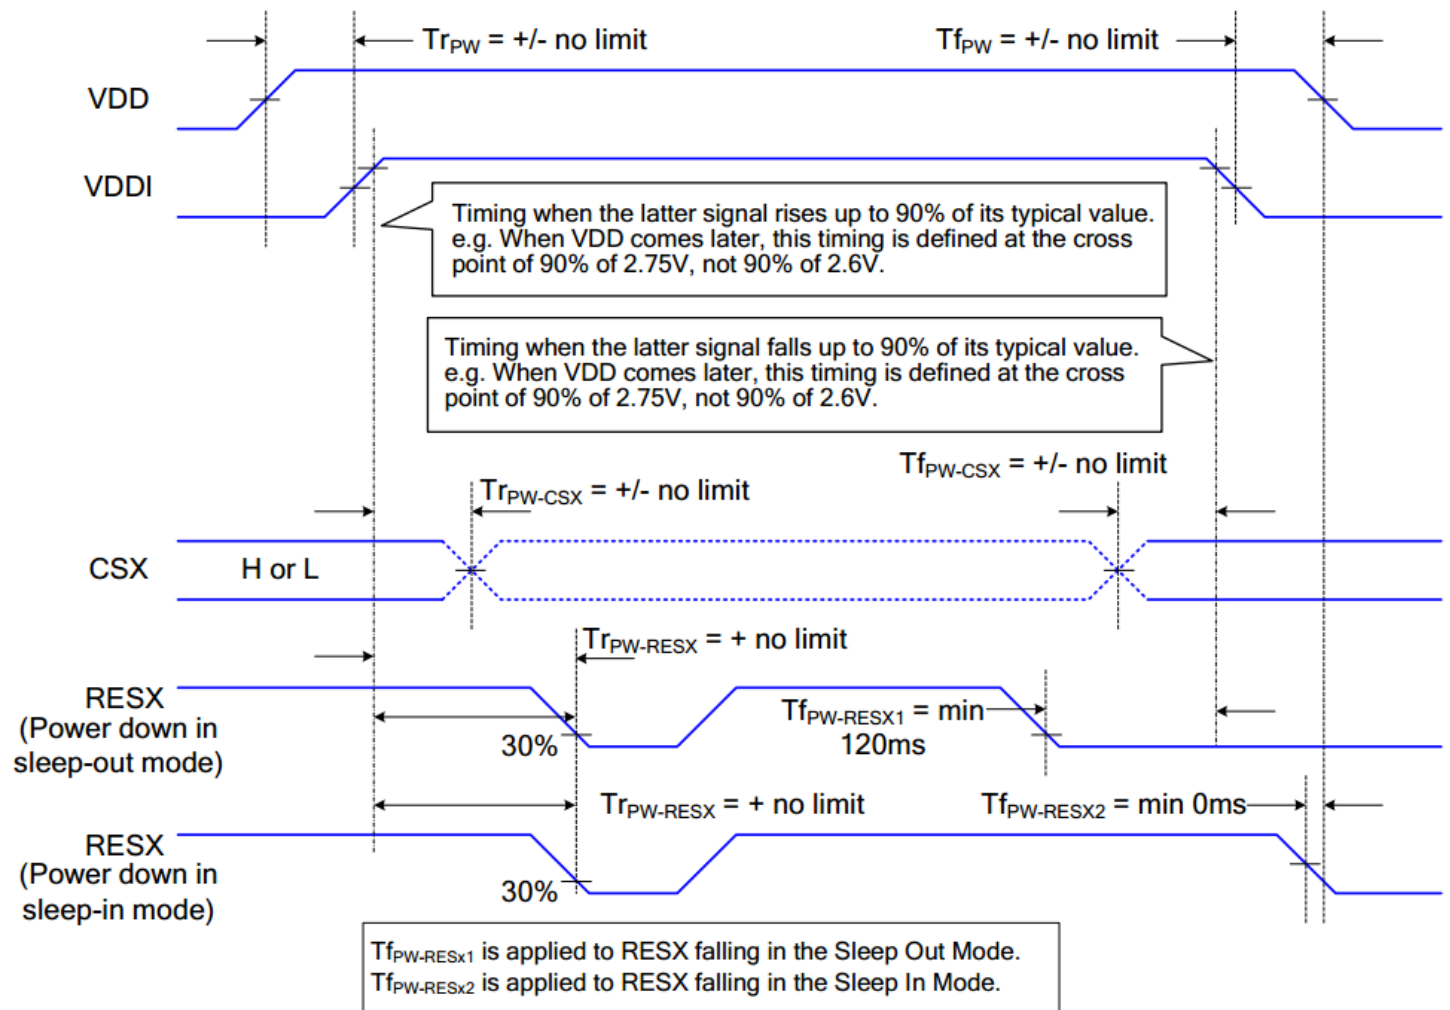 TrPW = +/- no limit
TfPW = +/- no limit
VDD
VDDI
Timing when the latter signal rises up to 90% of its typical value.
e.g. When VDD comes later, this timing is defined at the cross
point of 90% of 2.75V, not 90% of 2.6V.
Timing when the latter signal falls up to 90% of its typical value.
e.g. When VDD comes later, this timing is defined at the cross
point of 90% of 2.75V, not 90% of 2.6V.
TfPW-CSX = +/- no limit
TrPW-CSX = +/- no limit
CSX
H or L
TrPW-RESX = + no limit
RESX
(Power down in
sleep-out mode)
30%
TfPW-RESX1 = min
120ms
TrPW-RESX = + no limit
TfPW-RESX2 = min 0ms
RESX
(Power down in
sleep-in mode)
30%
TfPW-RESx1 is applied to RESX falling in the Sleep Out Mode.
TfPW-RESx2 is applied to RESX falling in the Sleep In Mode.